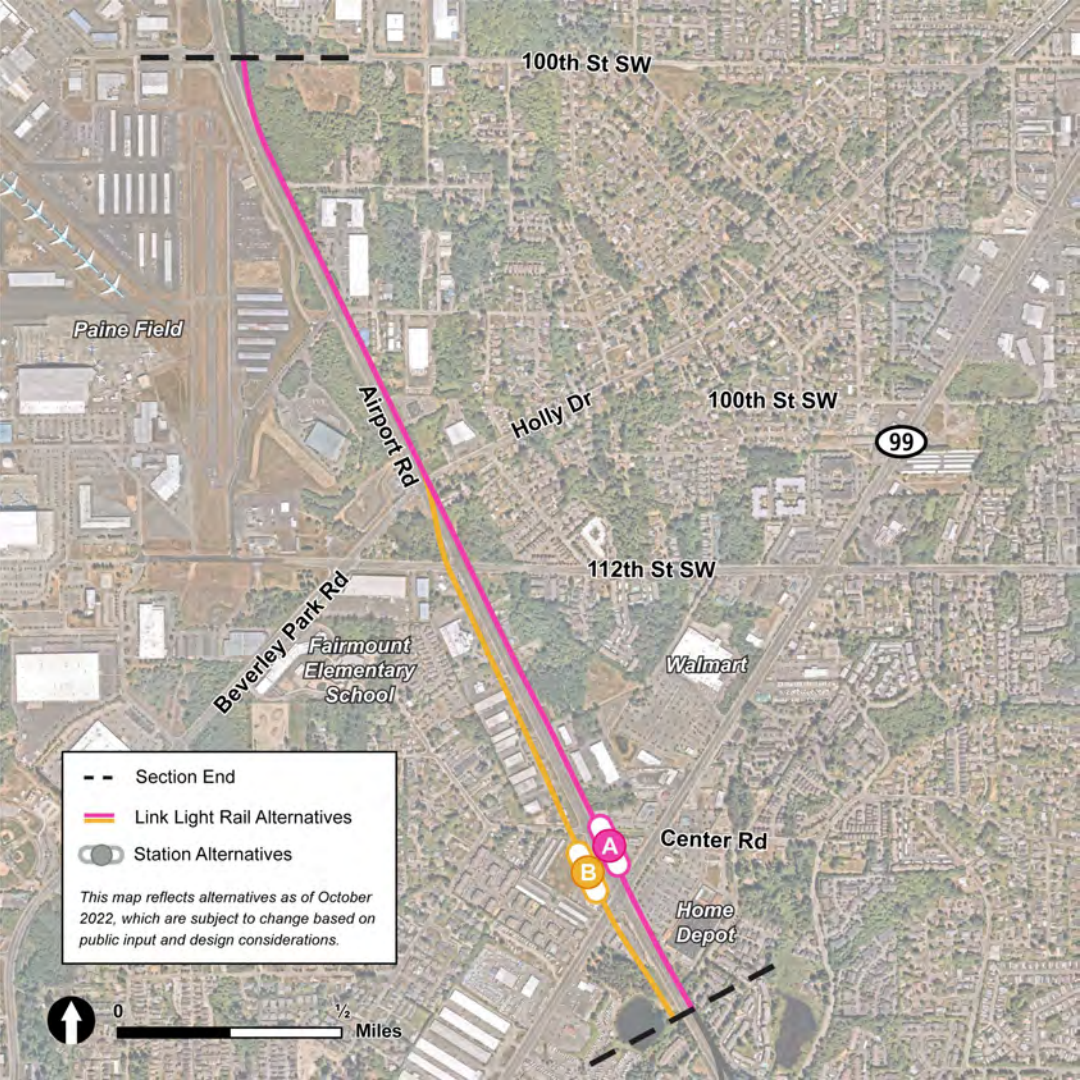 100th St SW
Paine Field
Airport Rd
Holly Dr
100th St SW
99
112th St SW
Beverley Park Rd
Fairmount
Elementary
School
Walmart
Section End
Link Light Rail Alternatives
Station Alternatives
This map reflects alternatives as of October
2022, which are subject to change based on
public input and design considerations.
A
B
Center Rd
Home
Depot
0
½
Miles